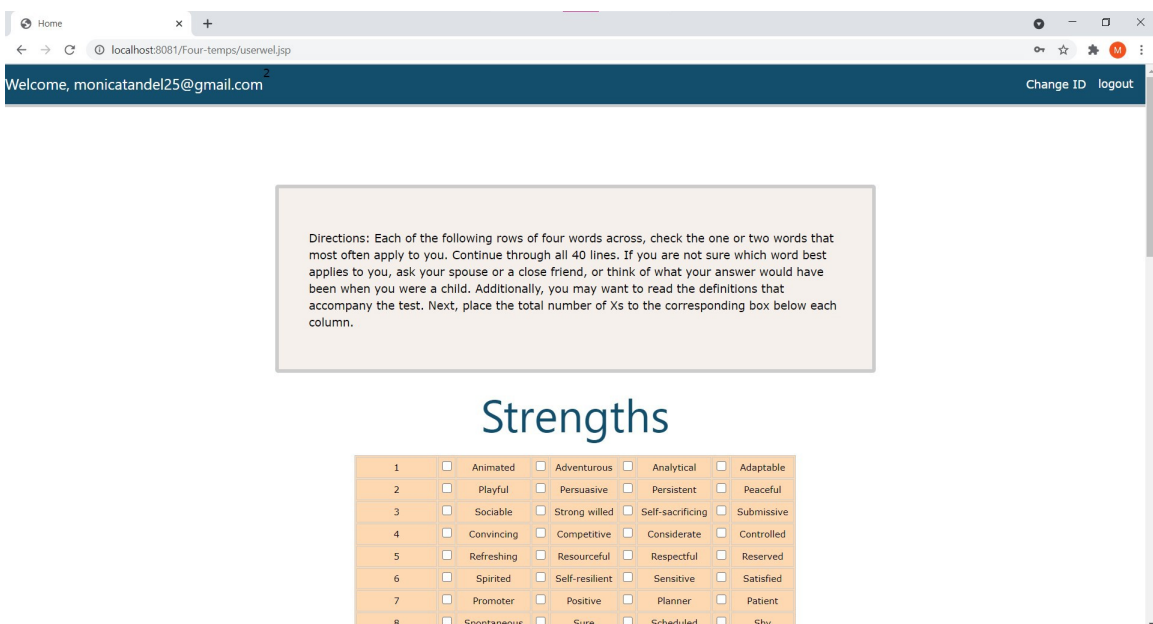 Home
localhost:8081/Four-temps/userwel.jsp
M
Welcome, monicatandel25@gmail.com 2
Change ID logout
Directions: Each of the following rows of four words across, check the one or two words that
most often apply to you. Continue through all 40 lines. If you are not sure which word best
applies to you, ask your spouse or a close friend, or think of what your answer would have
been when you were a child. Additionally, you may want to read the definitions that
accompany the test. Next, place the total number of Xs to the corresponding box below each
column.
Strengths
1 Animated Adventurous Analytical Adaptable
2 Playful Persuasive Persistent Peaceful
3 Sociable Strong willed Self-sacrificing Submissive
4 Convincing Competitive Considerate Controlled
5 Refreshing Resourceful Respectful Reserved
6 Spirited Self-resilient Sensitive Satisfied
7 Promoter Positive Planner Patient
8 Spontaneous Sure Scheduled Shy